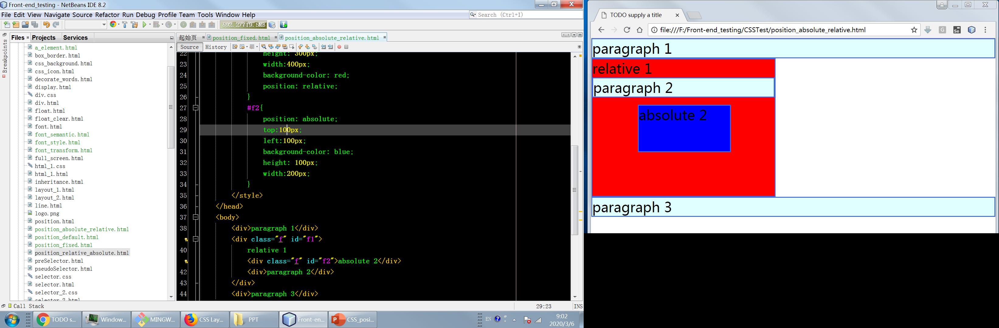 Front-end_testing - NetBeans IDE 8.2
File Edit View Navigate Source Refactor Run Debug Profile Team Tools Window Help
Search (Ctrl+I)
592.2/719.5MB
Files Projects Services
Breakpoints
a_element.html
box_border.html
css_background.html
css_icon.html
decorate_words.html
display.html
div.css
div.html
float.html
float_clear.html
font.html
font_semantic.html
font_style.html
font_transform.html
full_screen.html
html_1.css
html_1.html
inheritance.html
layout_1.html
layout_2.html
line.html
logo.png
position.html
position_absolute_relative.html
position_default.html
position_fixed.html
position_relative_absolute.html
preSelector.html
pseudoSelector.html
selector.css
selector.html
selector_2.css
selector_2.html
起始页 position_fixed.html position_absolute_relative.html
Source History
22 height: 300px;
23 width:400px;
24 background-color: red;
25 position: relative;
26 }
27 #f2{
28 position: absolute;
29 top:100px;
30 left:100px;
31 background-color: blue;
32 height: 100px;
33 width:200px;
34 }
35 </style>
36 </head>
37 <body>
38 <div>paragraph 1</div>
<div class="f" id="f1">
40 relative 1
<div class="f" id="f2">absolute 2</div>
42 <div>paragraph 2</div>
43 </div>
44 <div>paragraph 3</div>
Call Stack
29:23 INS
TODO s...
Window...
MINGW...
CSS Lay...
PPT
Front-en...
CSS_posi...
EN
9:02
2020/3/6
TODO supply a title
file:///F:/Front-end_testing/CSSTest/position_absolute_relative.html
paragraph 1
relative 1
paragraph 2
absolute 2
paragraph 3